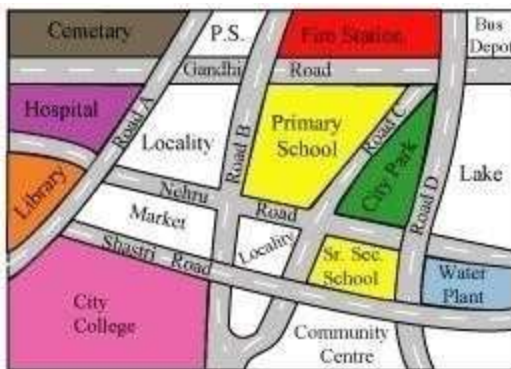 Cemetary
P.S.
Fire Station
Bus
Depot
Gandhi Road
Hospital
Road A
Locality
Road B
Primary
School
Road C
City Park
Road D
Lake
Library
Nehru Road
Market
Locality
Shastri Road
Sr. Sec.
School
Water
Plant
City
College
Community
Centre